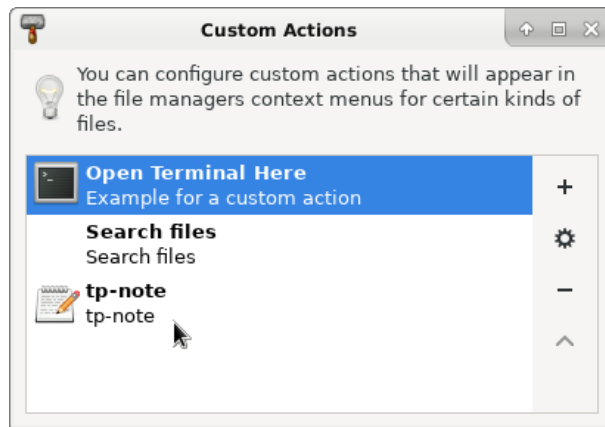 Custom Actions
You can configure custom actions that will appear in
the file managers context menus for certain kinds of
files.
Open Terminal Here
Example for a custom action
Search files
Search files
tp-note
tp-note